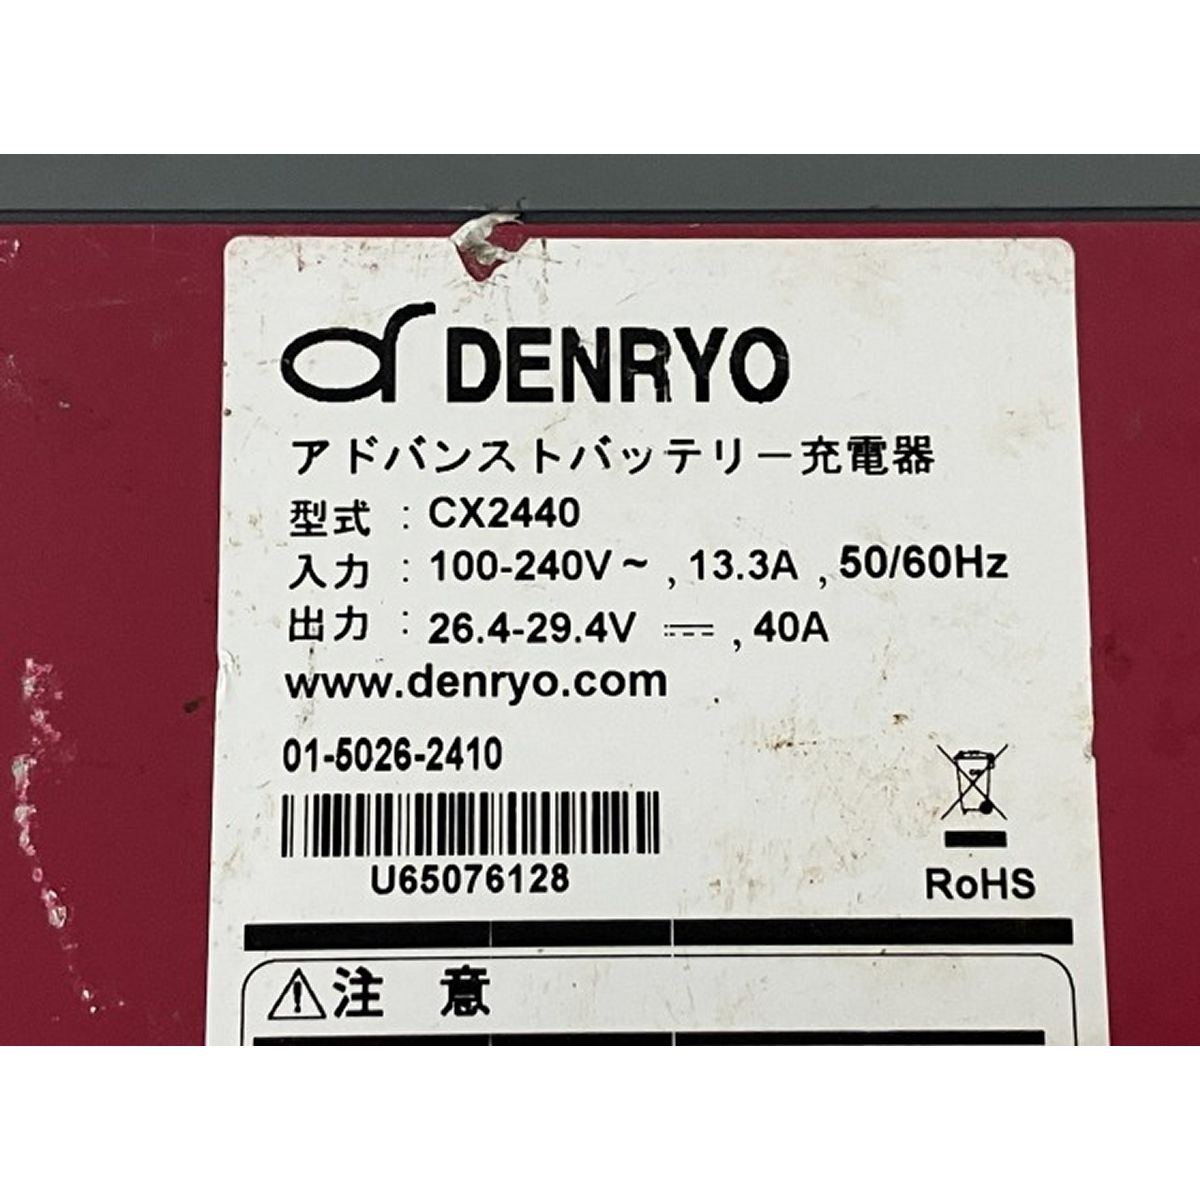 DENRYO
アドバンストバッテリー充電器
型式 : CX2440
入力 : 100-240V ~ , 13.3A , 50/60Hz
出力 : 26.4-29.4V ⎓ , 40A
www.denryo.com
01-5026-2410
U65076128
RoHS
⚠注 意